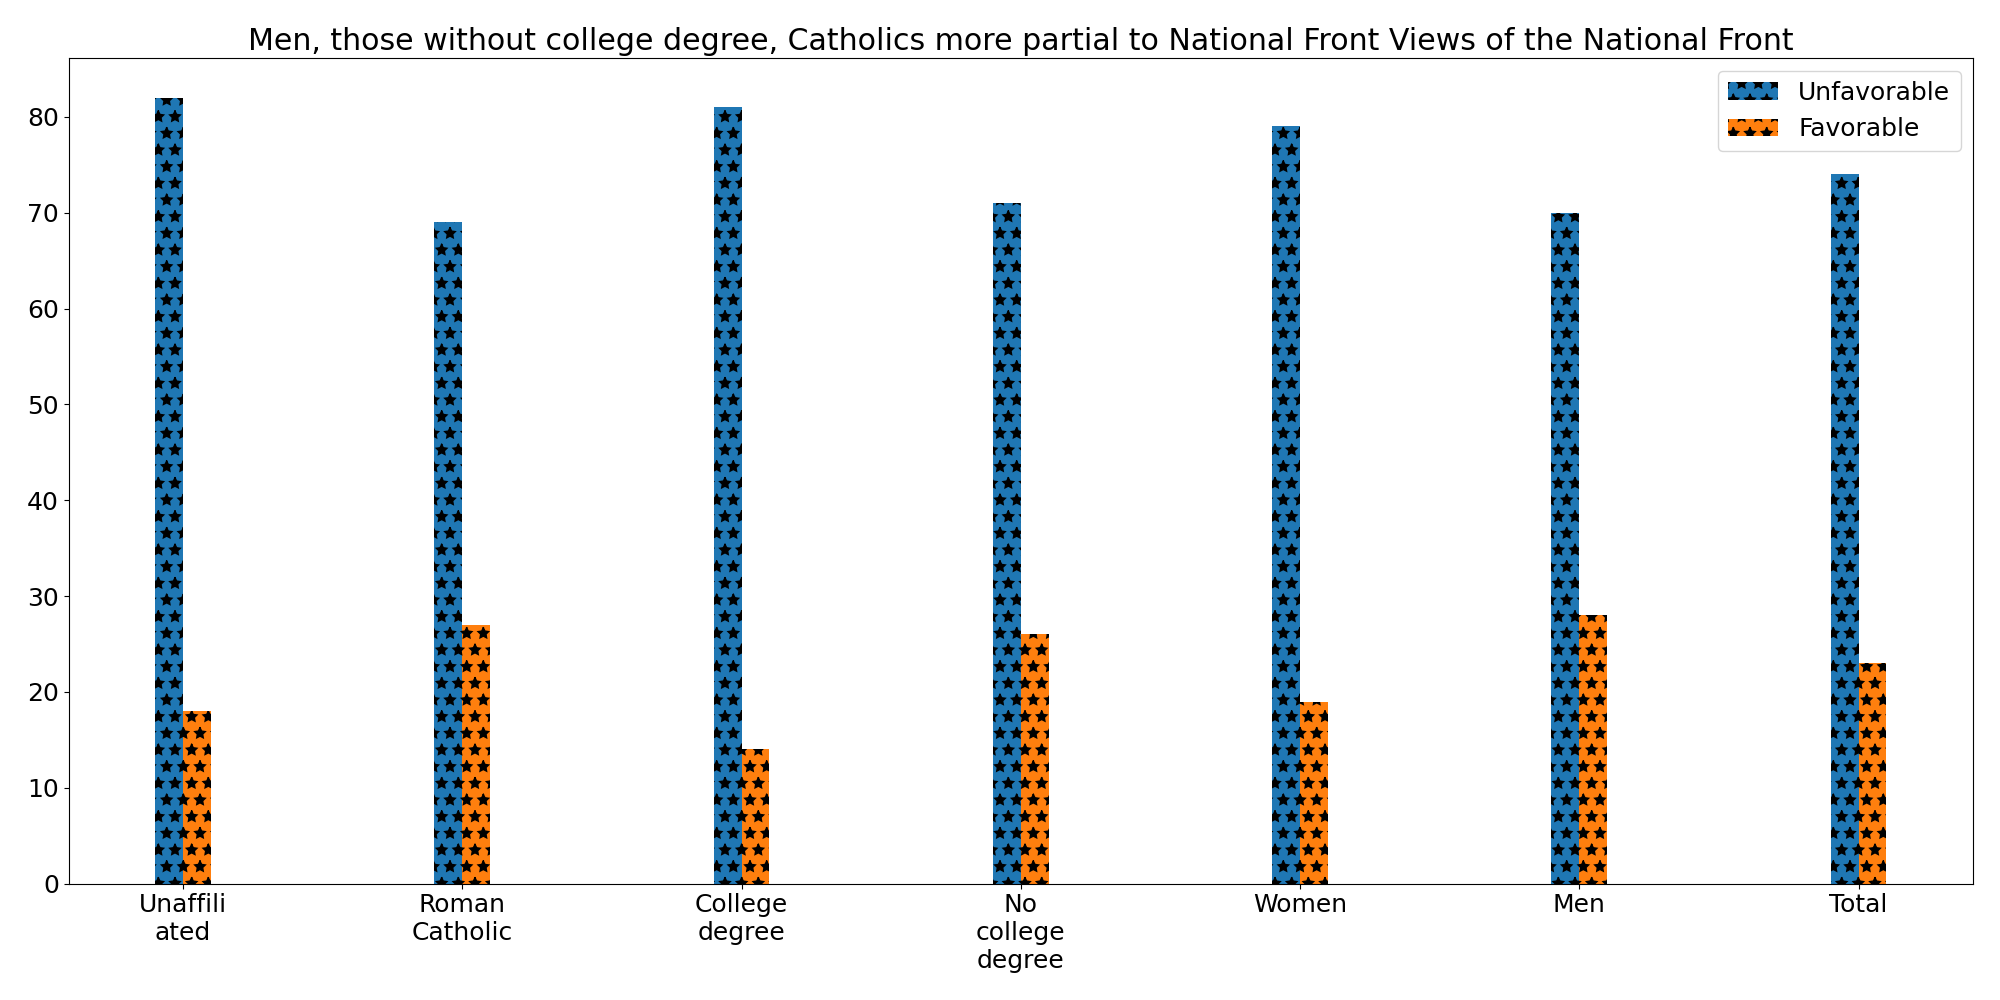 Men, those without college degree, Catholics more partial to National Front Views of the National Front
Unfavorable
Favorable
80
70
60
50
40
30
20
10
0
Unaffili
ated
Roman
Catholic
College
degree
No
college
degree
Women
Men
Total